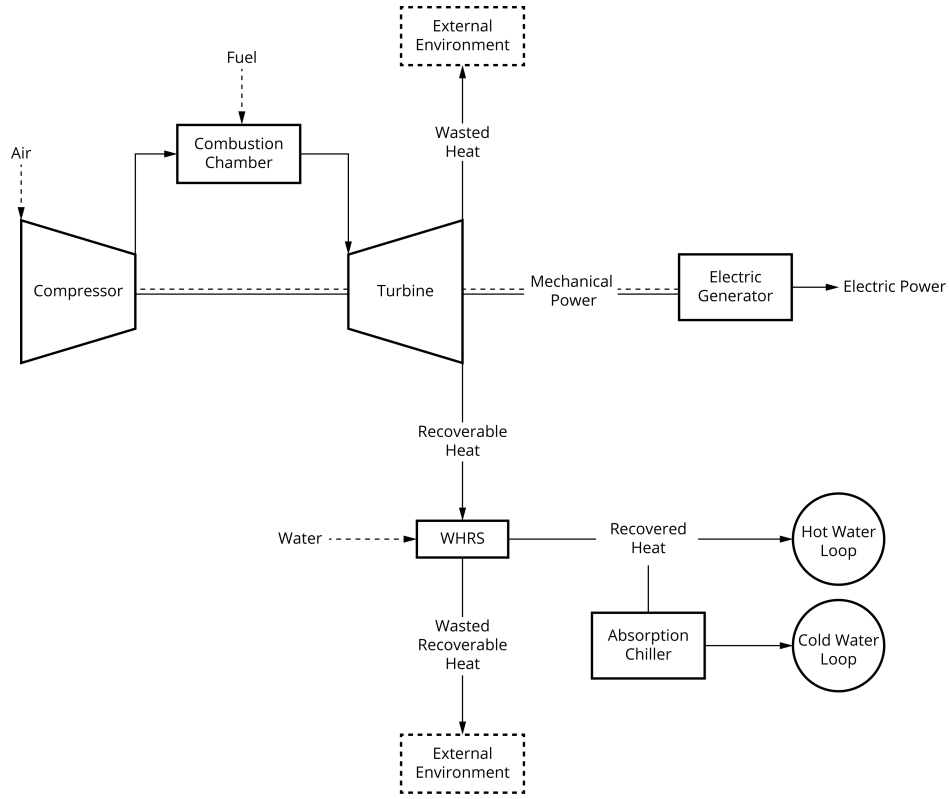 External
Environment
Fuel
Wasted
Heat
Combustion
Chamber
Air
Compressor
Turbine
Mechanical
Power
Electric
Generator
Electric Power
Recoverable
Heat
Water
WHRS
Recovered
Heat
Hot Water
Loop
Wasted
Recoverable
Heat
Absorption
Chiller
Cold Water
Loop
External
Environment